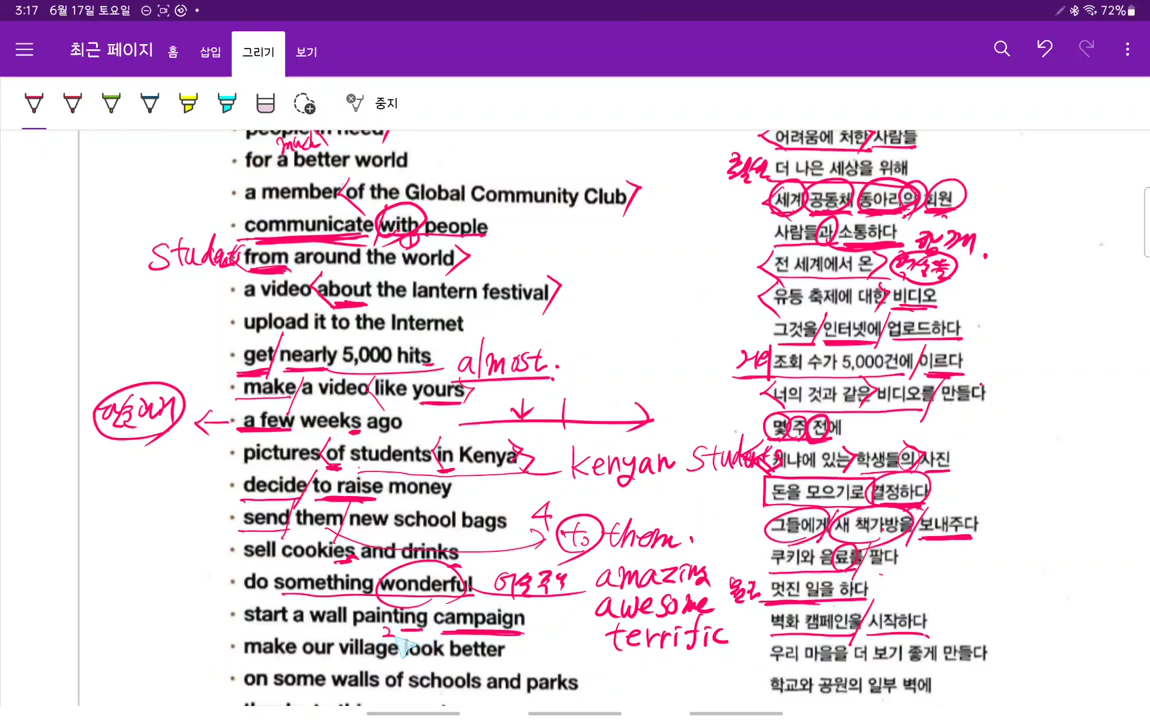 3:17 6월 17일 토요일 72%
최근 페이지 홈 삽입 그리기 보기
중지
people in need 어려움에 처한 사람들
much
for a better world 더 나은 세상을 위해
a member of the Global Community Club 세계 공동체 동아리의 회원
communicate with people 사람들과 소통하다
from around the world 전 세계에서 온
a video about the lantern festival 유등 축제에 대한 비디오
upload it to the Internet 그것을 인터넷에 업로드하다
get nearly 5,000 hits almost. 거의 조회 수가 5,000건에 이르다
make a video like yours 너의 것과 같은 비디오를 만들다
a few weeks ago 몇 주 전에
pictures of students in Kenya Kenyan students 케냐에 있는 학생들의 사진
decide to raise money 돈을 모으기로 결정하다
send them new school bags 4 to them. 그들에게 새 책가방을 보내주다
sell cookies and drinks 쿠키와 음료를 팔다
do something wonderful amazing 멋진 일을 하다
awesome
start a wall painting campaign terrific 벽화 캠페인을 시작하다
2
make our village look better 우리 마을을 더 보기 좋게 만들다
on some walls of schools and parks 학교와 공원의 일부 벽에